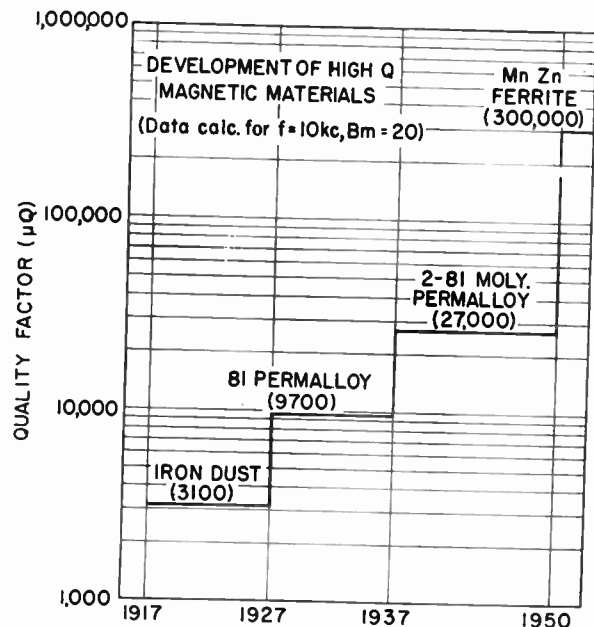 1,000,000
DEVELOPMENT OF HIGH Q
MAGNETIC MATERIALS
(Data calc. for f=10kc, Bm = 20)
Mn Zn
FERRITE
(300,000)
QUALITY FACTOR (μQ)
100,000
2-81 MOLY.
PERMALLOY
(27,000)
81 PERMALLOY
(9700)
10,000
IRON DUST
(3100)
1,000
1917 1927 1937 1950